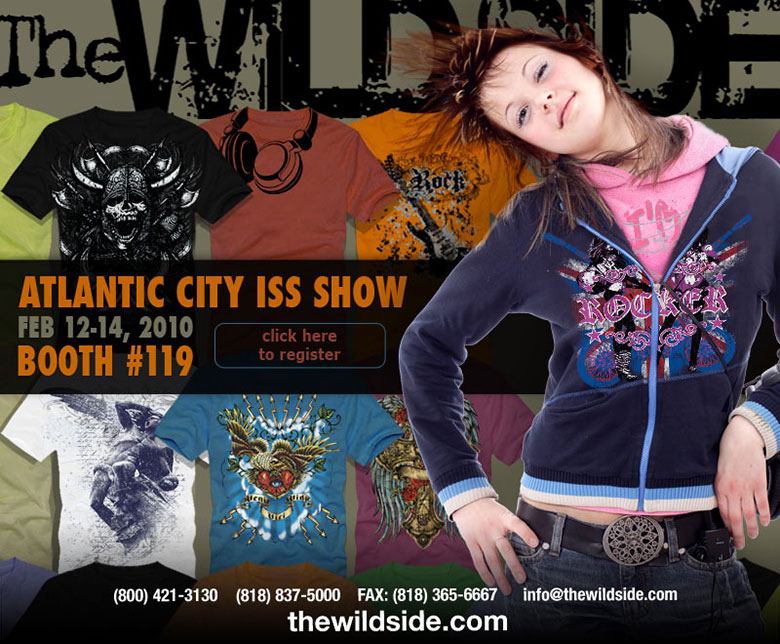 The WILDSIDE
Rock
I'M
ROCKER
ATLANTIC CITY ISS SHOW
FEB 12-14, 2010
BOOTH #119
click here
to register
(800) 421-3130 (818) 837-5000 FAX: (818) 365-6667 info@thewildside.com
thewildside.com